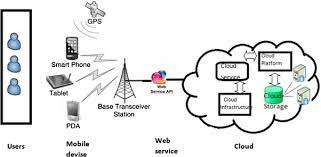 GPS
Smart Phone
Tablet
PDA
Base Transceiver
Station
Web
Service API
Cloud
Service
Cloud
Platform
Cloud
Infrastructure
Cloud
Storage
Users
Mobile
devise
Web
service
Cloud